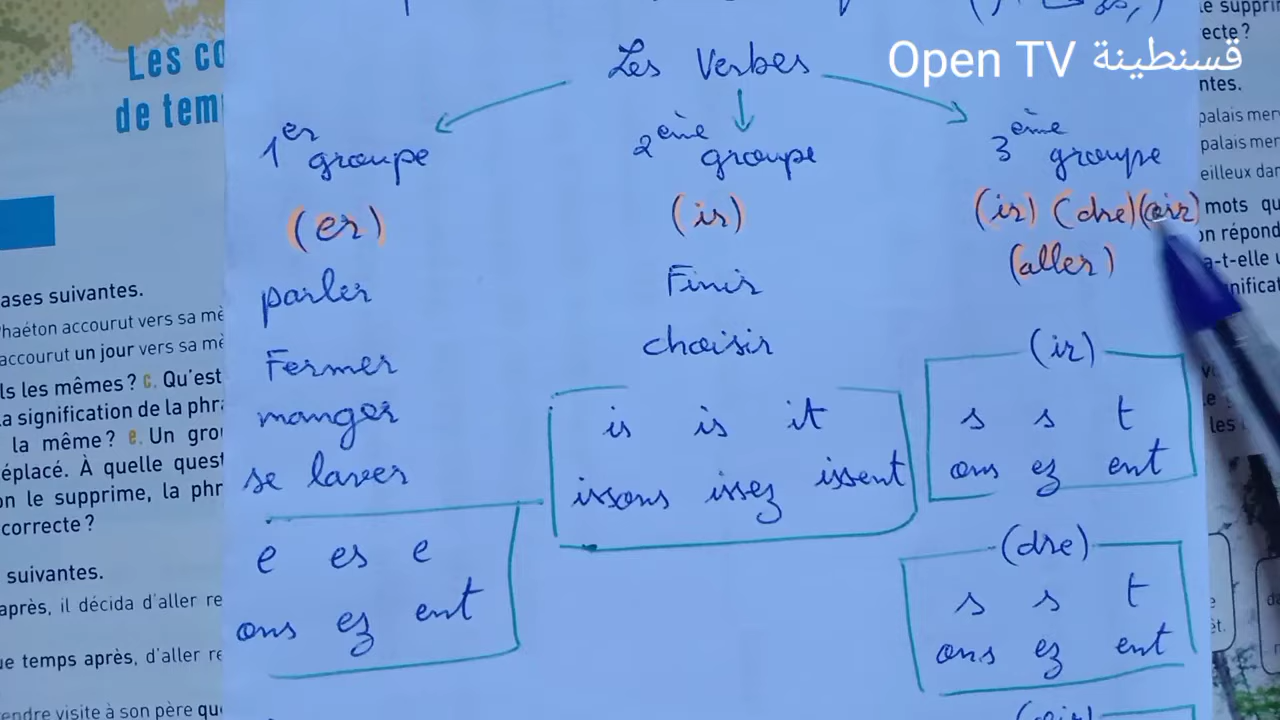 Les co
de tem
ases suivantes.
haéton accourut vers sa mè
accourut un jour vers sa mè
ls les mêmes ? c. Qu'est
la signification de la phr
la même ? e. Un gro
éplacé. À quelle quest
on le supprime, la phr
correcte ?
suivantes.
après, il décida d'aller re
ue temps après, d'aller re
endre visite à son père qu
Open TV قسنطينة
Les verbes
1er groupe
(er)
parler
Fermer
manger
se laver
e es e
ons ez ent
2ème groupe
(ir)
Finir
choisir
is is it
issons issez issent
3ème groupe
(ir) (dre) (oir)
(aller)
(ir)
s s t
ons ez ent
(dre)
s s t
ons ez ent
(oir)
le supprim
ecte ?
ntes.
palais mer
palais mer
eilleux dan
mots qu
on répond
a-t-elle u
nificat